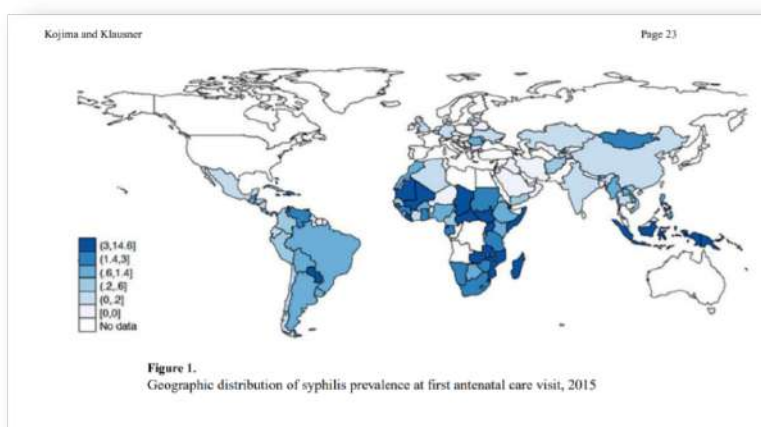 Kojima and Klausner Page 23
(3,14.6]
(1.4,3]
(.6,1.4]
(.2,.6]
(0,.2]
[0,0]
No data
Figure 1.
Geographic distribution of syphilis prevalence at first antenatal care visit, 2015